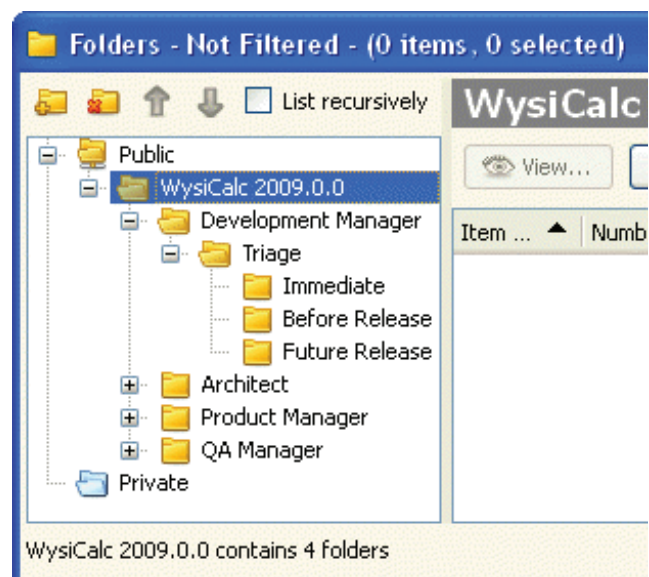 Folders - Not Filtered - (0 items, 0 selected)
List recursively
WysiCalc
View...
Item ...
Public
WysiCalc 2009.0.0
Development Manager
Triage
Immediate
Before Release
Future Release
Architect
Product Manager
QA Manager
Private
WysiCalc 2009.0.0 contains 4 folders